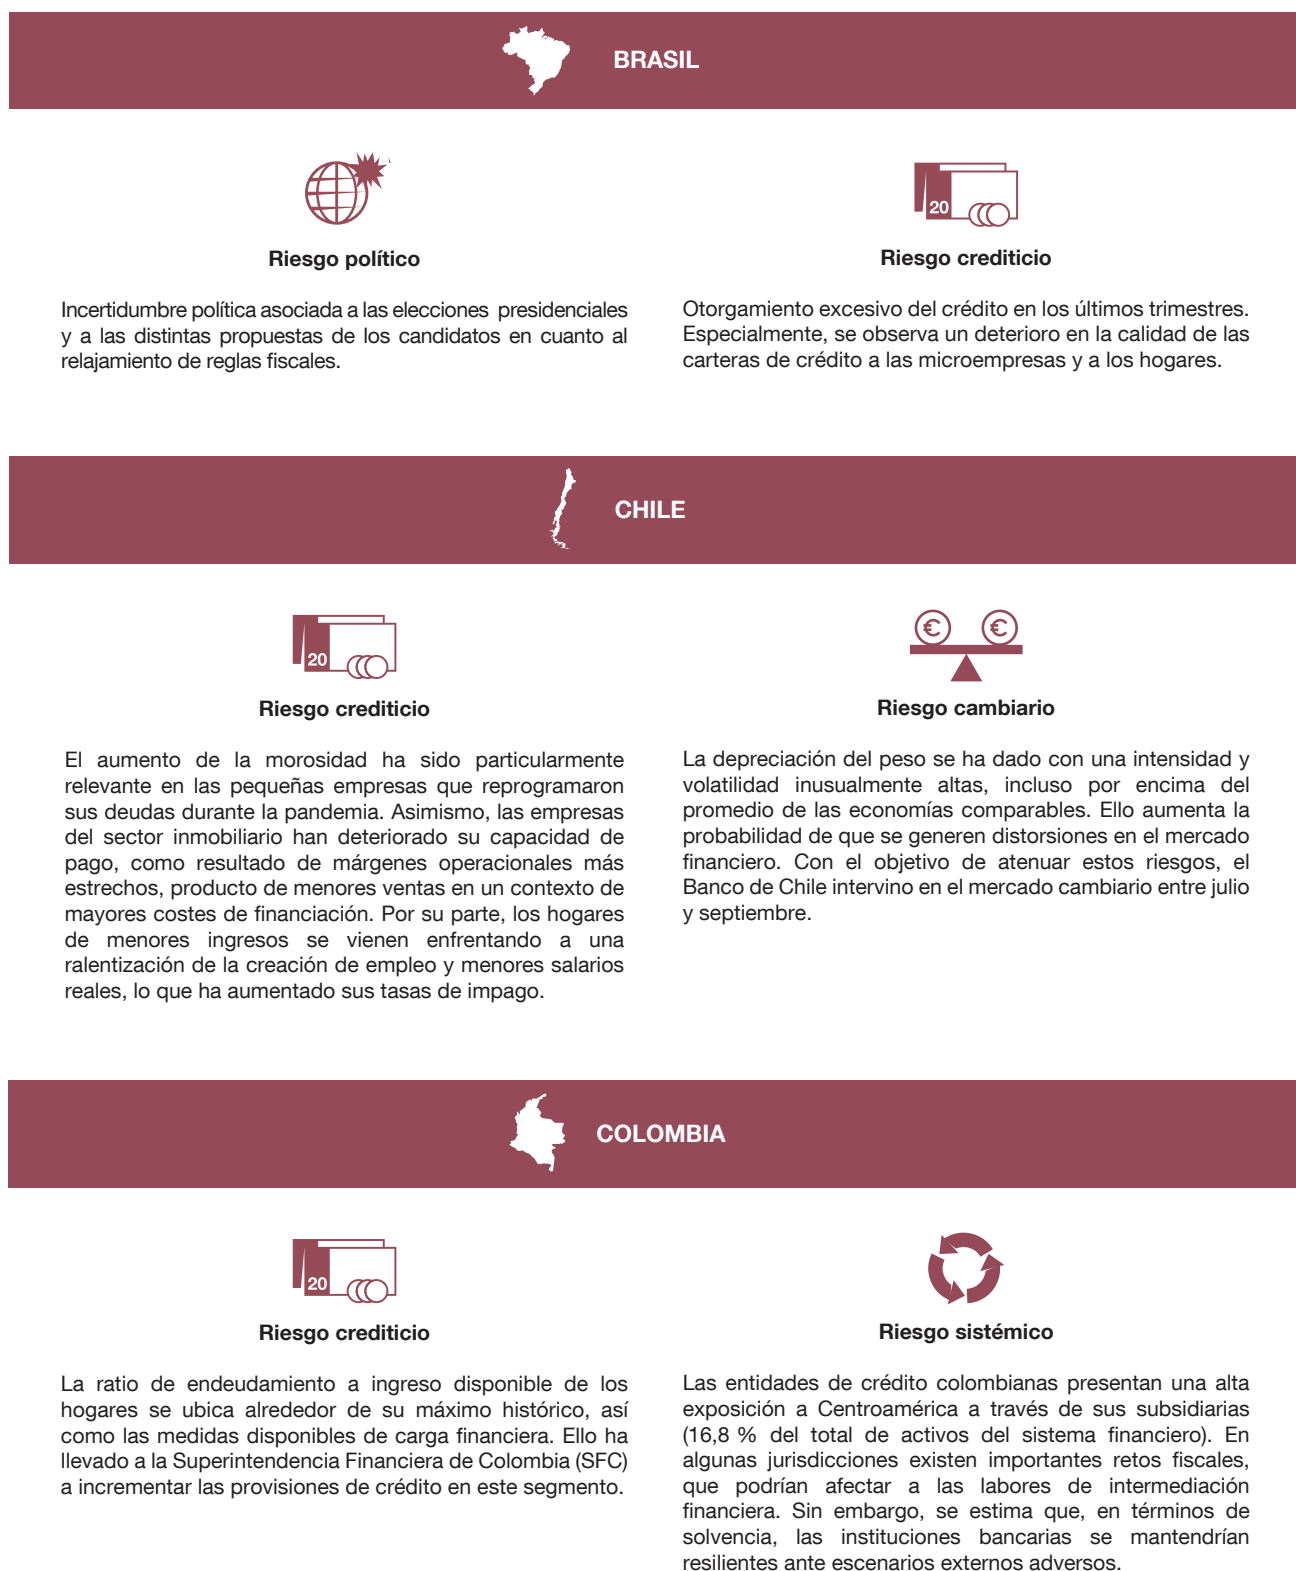 BRASIL
20
Riesgo político
Incertidumbre política asociada a las elecciones presidenciales
y a las distintas propuestas de los candidatos en cuanto al
relajamiento de reglas fiscales.
20
Riesgo crediticio
Otorgamiento excesivo del crédito en los últimos trimestres.
Especialmente, se observa un deterioro en la calidad de las
carteras de crédito a las microempresas y a los hogares.
CHILE
20
Riesgo crediticio
El aumento de la morosidad ha sido particularmente
relevante en las pequeñas empresas que reprogramaron
sus deudas durante la pandemia. Asimismo, las empresas
del sector inmobiliario han deteriorado su capacidad de
pago, como resultado de márgenes operacionales más
estrechos, producto de menores ventas en un contexto de
mayores costes de financiación. Por su parte, los hogares
de menores ingresos se vienen enfrentando a una
ralentización de la creación de empleo y menores salarios
reales, lo que ha aumentado sus tasas de impago.
€ €
Riesgo cambiario
La depreciación del peso se ha dado con una intensidad y
volatilidad inusualmente altas, incluso por encima del
promedio de las economías comparables. Ello aumenta la
probabilidad de que se generen distorsiones en el mercado
financiero. Con el objetivo de atenuar estos riesgos, el
Banco de Chile intervino en el mercado cambiario entre julio
y septiembre.
COLOMBIA
20
Riesgo crediticio
La ratio de endeudamiento a ingreso disponible de los
hogares se ubica alrededor de su máximo histórico, así
como las medidas disponibles de carga financiera. Ello ha
llevado a la Superintendencia Financiera de Colombia (SFC)
a incrementar las provisiones de crédito en este segmento.
Riesgo sistémico
Las entidades de crédito colombianas presentan una alta
exposición a Centroamérica a través de sus subsidiarias
(16,8 % del total de activos del sistema financiero). En
algunas jurisdicciones existen importantes retos fiscales,
que podrían afectar a las labores de intermediación
financiera. Sin embargo, se estima que, en términos de
solvencia, las instituciones bancarias se mantendrían
resilientes ante escenarios externos adversos.